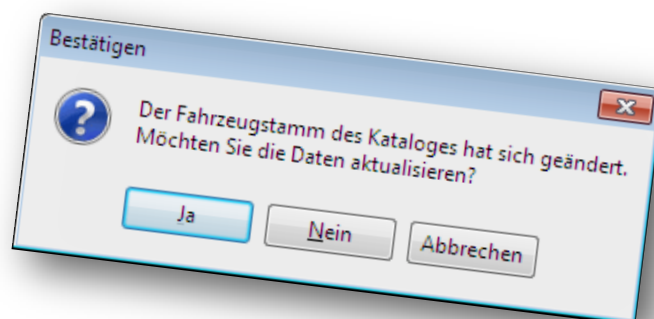 Bestätigen
Der Fahrzeugstamm des Kataloges hat sich geändert.
Möchten Sie die Daten aktualisieren?
Ja
Nein
Abbrechen